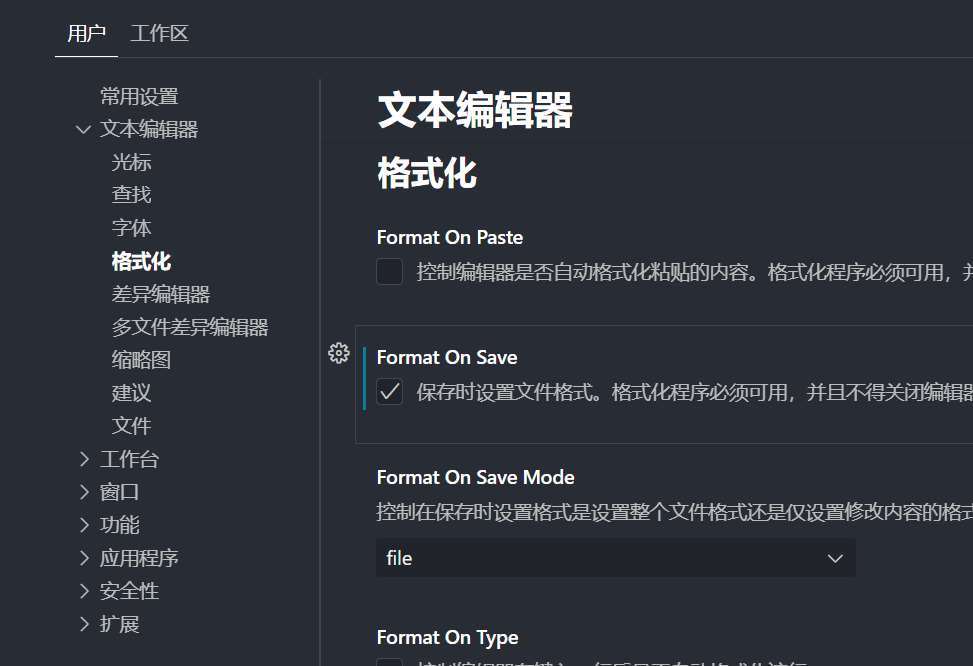 用户 工作区
常用设置
文本编辑器
光标
查找
字体
格式化
差异编辑器
多文件差异编辑器
缩略图
建议
文件
工作台
窗口
功能
应用程序
安全性
扩展
文本编辑器
格式化
Format On Paste
控制编辑器是否自动格式化粘贴的内容。格式化程序必须可用，并
Format On Save
保存时设置文件格式。格式化程序必须可用，并且不得关闭编辑器
Format On Save Mode
控制在保存时设置格式是设置整个文件格式还是仅设置修改内容的格式
file
Format On Type